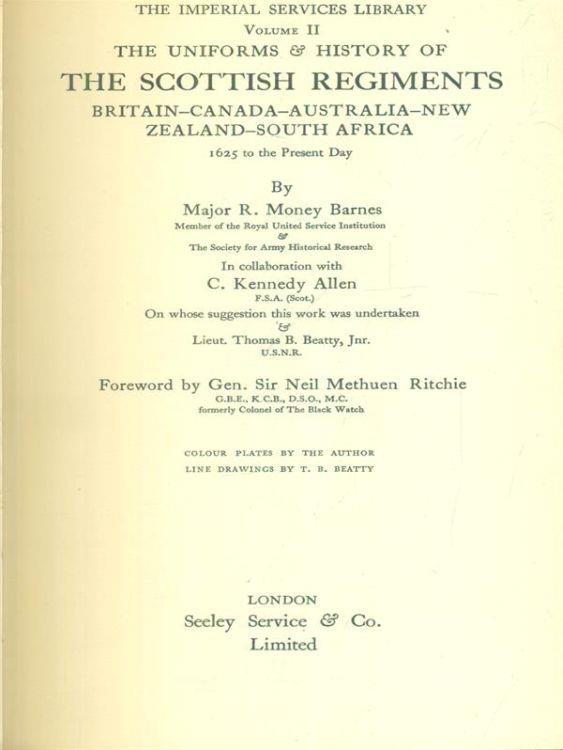 THE IMPERIAL SERVICES LIBRARY
VOLUME II
THE UNIFORMS & HISTORY OF
THE SCOTTISH REGIMENTS
BRITAIN–CANADA–AUSTRALIA–NEW
ZEALAND–SOUTH AFRICA
1625 to the Present Day
By
Major R. Money Barnes
Member of the Royal United Service Institution
&
The Society for Army Historical Research
In collaboration with
C. Kennedy Allen
F.S.A. (Scot.)
On whose suggestion this work was undertaken
&
Lieut. Thomas B. Beatty, Jnr.
U.S.N.R.
Foreword by Gen. Sir Neil Methuen Ritchie
G.B.E., K.C.B., D.S.O., M.C.
formerly Colonel of The Black Watch
COLOUR PLATES BY THE AUTHOR
LINE DRAWINGS BY T. B. BEATTY
LONDON
Seeley Service & Co.
Limited